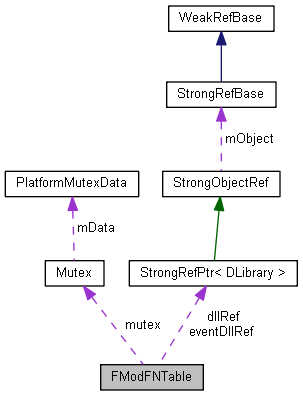 WeakRefBase
StrongRefBase
mObject
PlatformMutexData
StrongObjectRef
mData
Mutex
StrongRefPtr< DLibrary >
mutex
dllRef
eventDllRef
FModFNTable